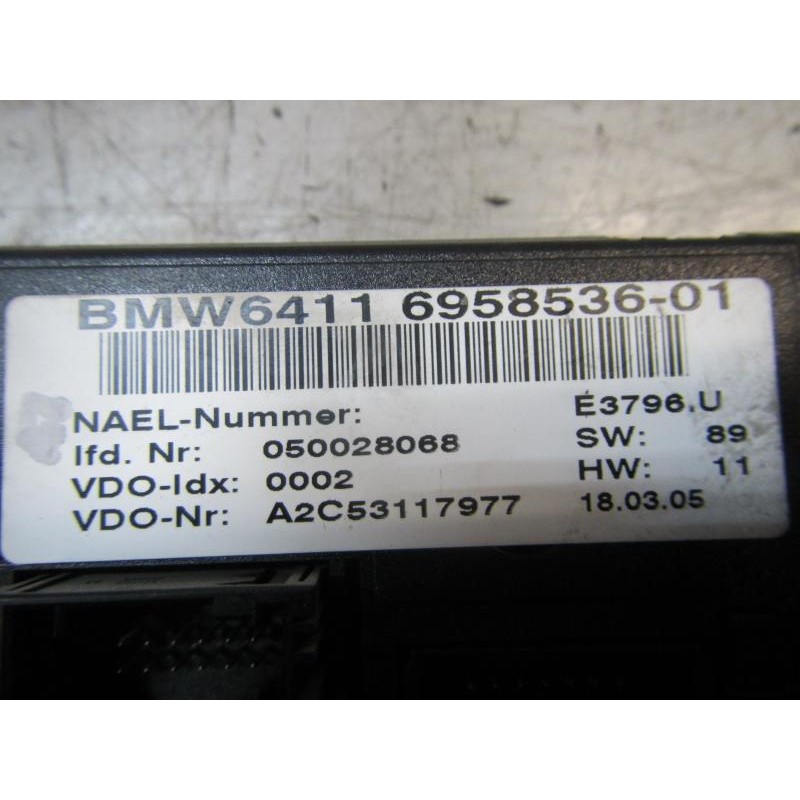 BMW6411 6958536-01
NAEL-Nummer: E3796.U
lfd. Nr: 050028068 SW: 89
VDO-Idx: 0002 HW: 11
VDO-Nr: A2C53117977 18.03.05